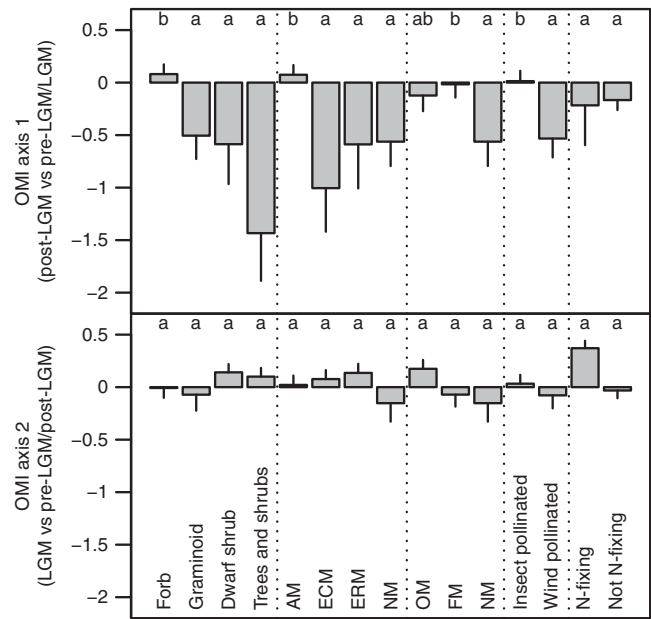 b a a a b a a a ab b a b a a a
0.5
0
−0.5
−1
−1.5
−2
OMI axis 1
(post-LGM vs pre-LGM/LGM)
a a a a a a a a a a a a a a a
0.5
0
−0.5
−1
−1.5
−2
OMI axis 2
(LGM vs pre-LGM/post-LGM)
Forb
Graminoid
Dwarf shrub
Trees and shrubs
AM
ECM
ERM
NM
OM
FM
NM
Insect pollinated
Wind pollinated
N-fixing
Not N-fixing